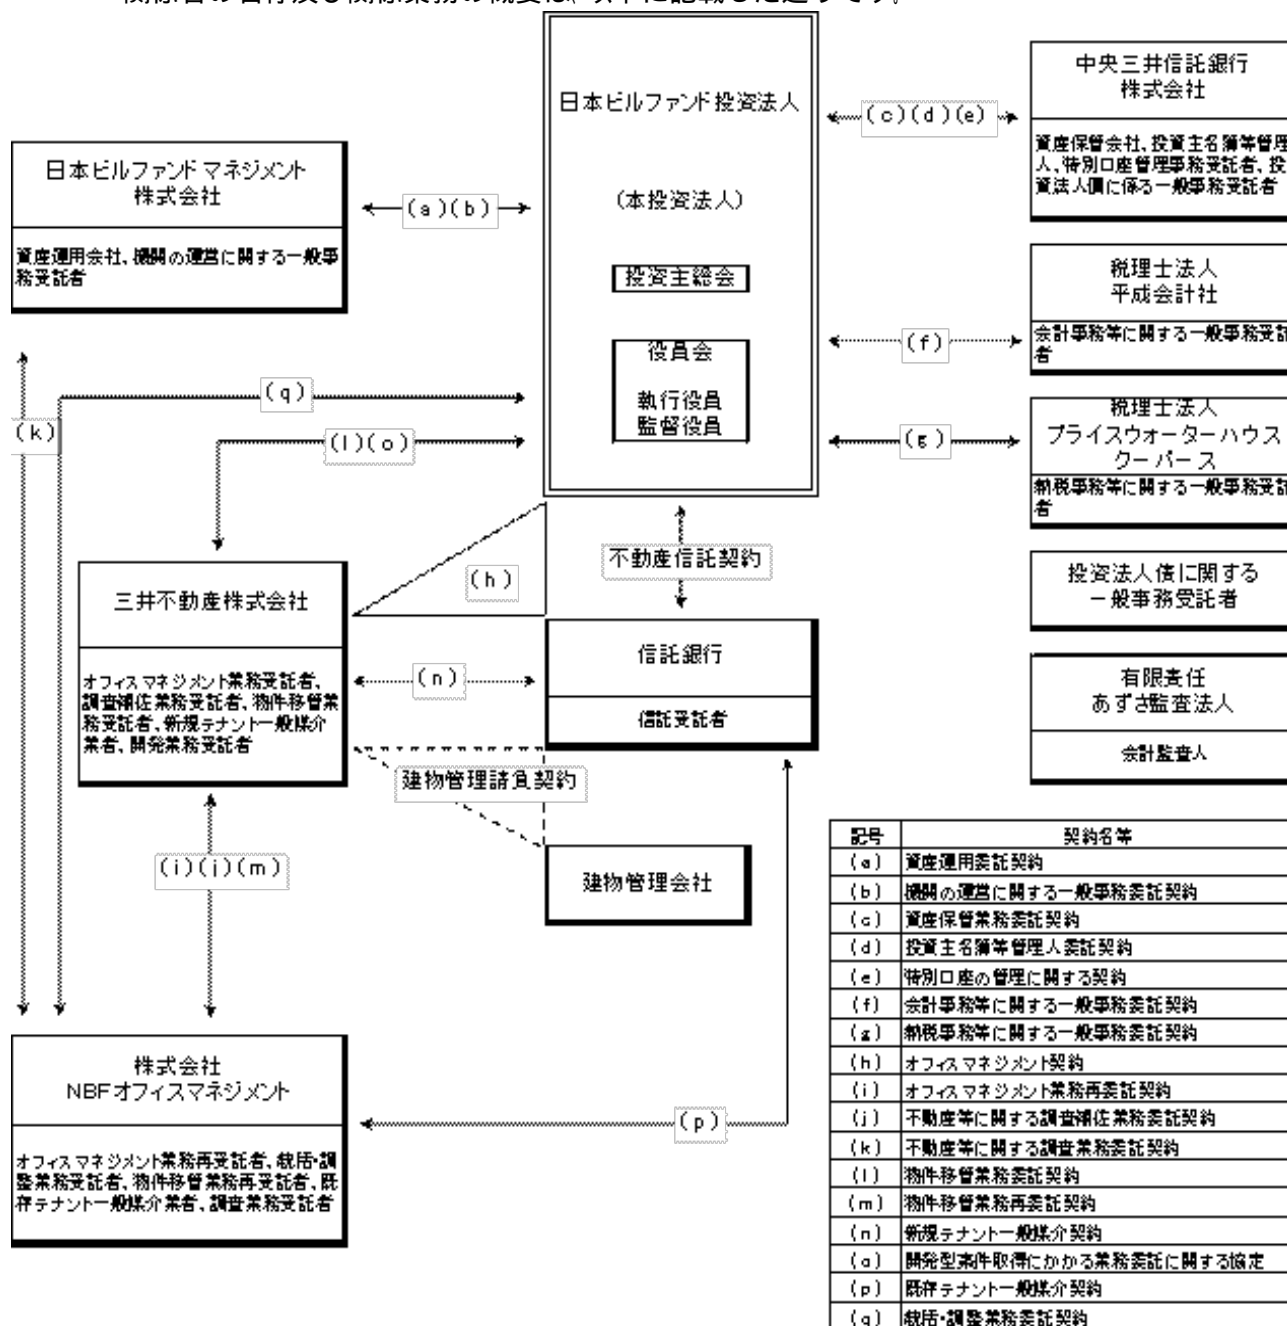 日本ビルファンド投資法人
(本投資法人)
投資主総会
役員会
執行役員
監督役員
日本ビルファンドマネジメント
株式会社
資産運用会社、機関の運営に関する一般事
務受託者
(a)(b)
(c)(d)(e)
中央三井信託銀行
株式会社
資産保管会社、投資主名簿等管理
人、特別口座管理事務受託者、投
資法人債に係る一般事務受託者
(f)
税理士法人
平成会計社
会計事務等に関する一般事務受託
者
(g)
税理士法人
プライスウォーターハウス
クーパース
納税事務等に関する一般事務受託
者
投資法人債に関する
一般事務受託者
有限責任
あずさ監査法人
会計監査人
(k)
(q)
(l)(o)
(h)
不動産信託契約
三井不動産株式会社
オフィスマネジメント業務受託者、
調査補佐業務受託者、物件移管業
務受託者、新規テナント一般媒介
業者、開発業務受託者
(n)
信託銀行
信託受託者
建物管理請負契約
建物管理会社
(i)(j)(m)
(p)
株式会社
NBFオフィスマネジメント
オフィスマネジメント業務再受託者、統括・調
整業務受託者、物件移管業務再受託者、既
存テナント一般媒介業者、調査業務受託者
記号 契約名等
(a) 資産運用委託契約
(b) 機関の運営に関する一般事務委託契約
(c) 資産保管業務委託契約
(d) 投資主名簿等管理人委託契約
(e) 特別口座の管理に関する契約
(f) 会計事務等に関する一般事務委託契約
(g) 納税事務等に関する一般事務委託契約
(h) オフィスマネジメント契約
(i) オフィスマネジメント業務再委託契約
(j) 不動産等に関する調査補佐業務委託契約
(k) 不動産等に関する調査業務委託契約
(l) 物件移管業務委託契約
(m) 物件移管業務再委託契約
(n) 新規テナント一般媒介契約
(o) 開発型案件取得にかかる業務委託に関する協定
(p) 既存テナント一般媒介契約
(q) 統括・調整業務委託契約